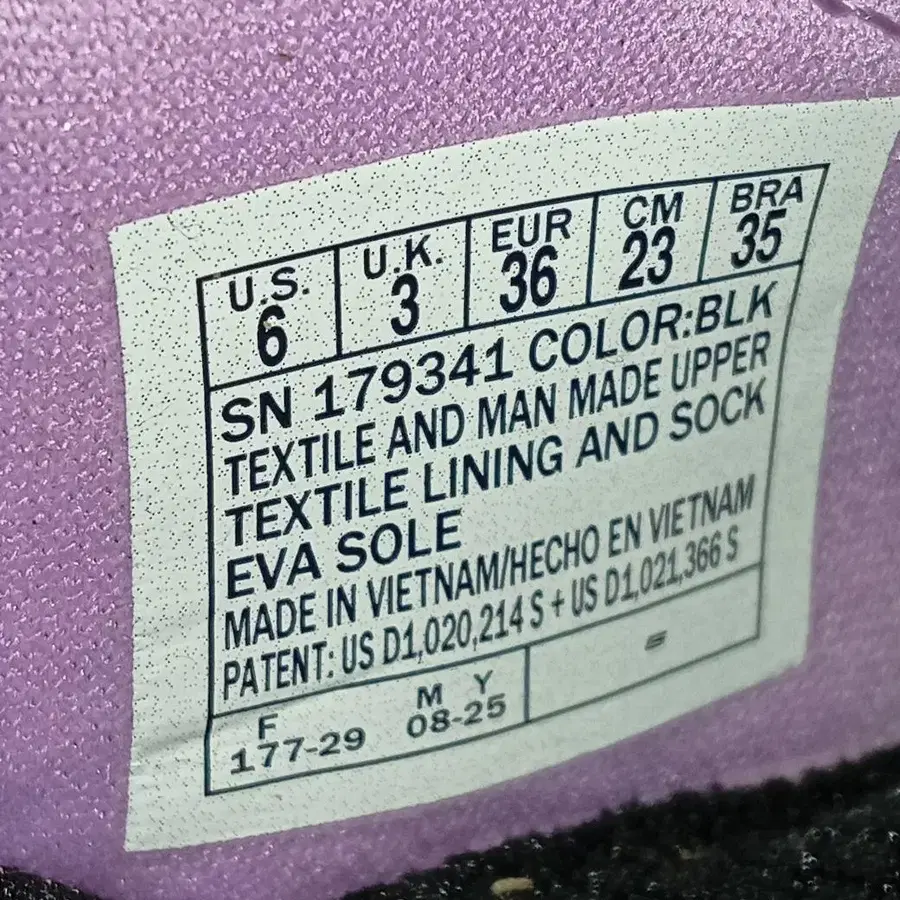 U.S. U.K. EUR CM BRA
6 3 36 23 35
SN 179341 COLOR:BLK
TEXTILE AND MAN MADE UPPER
TEXTILE LINING AND SOCK
EVA SOLE
MADE IN VIETNAM/HECHO EN VIETNAM
PATENT: US D1,020,214 S + US D1,021,366 S
F M Y
177-29 08-25